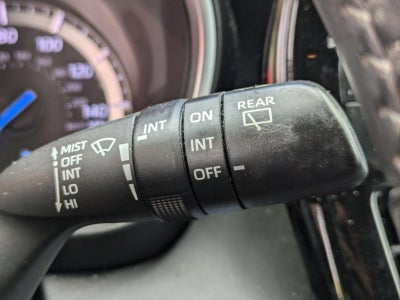 80
100
120
140
MIST
OFF
INT
LO
HI
INT
ON
INT
OFF
REAR